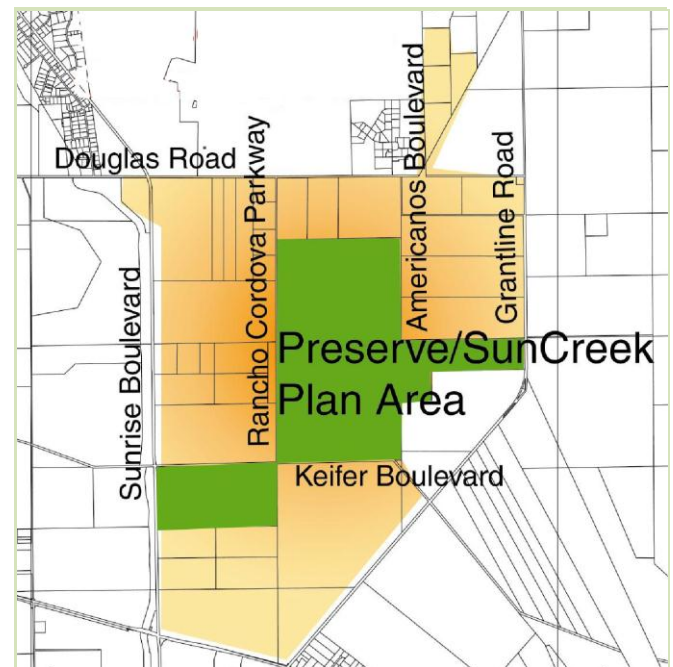 Douglas Road
Sunrise Boulevard
Rancho Cordova Parkway
Americanos Boulevard
Grantline Road
Preserve/SunCreek
Plan Area
Keifer Boulevard